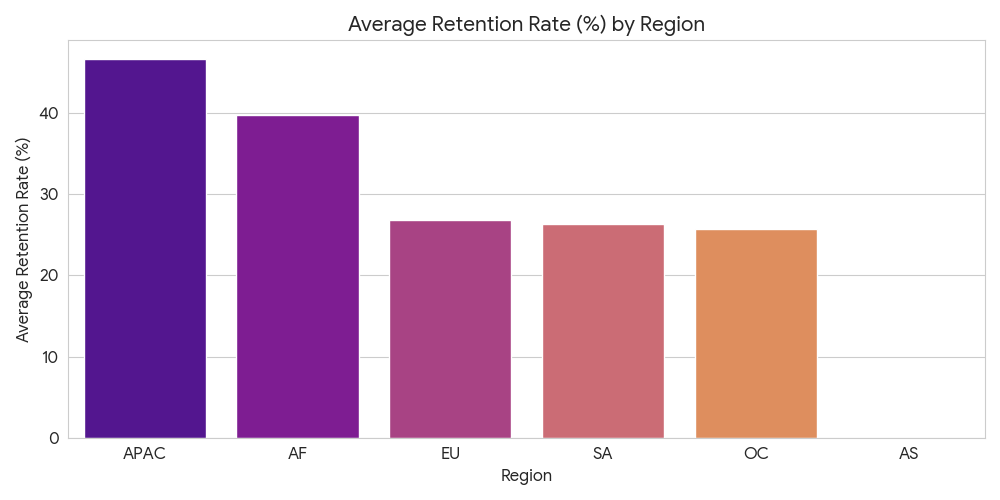 Average Retention Rate (%) by Region
Average Retention Rate (%)
40
30
20
10
0
APAC AF EU SA OC AS
Region